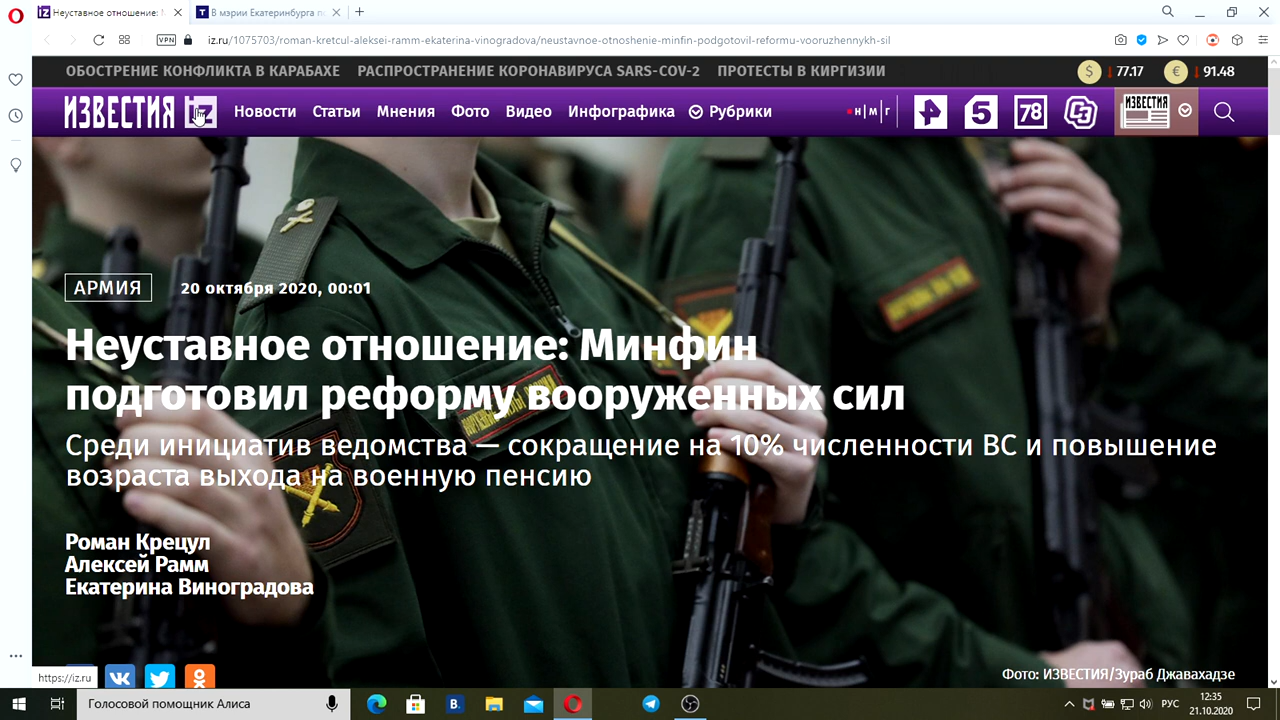 Неуставное отношение: М
В мэрии Екатеринбурга по
VPN
iz.ru/1075703/roman-kretcul-aleksei-ramm-ekaterina-vinogradova/neustavnoe-otnoshenie-minfin-podgotovil-reformu-vooruzhennykh-sil
ОБОСТРЕНИЕ КОНФЛИКТА В КАРАБАХЕ РАСПРОСТРАНЕНИЕ КОРОНАВИРУСА SARS-COV-2 ПРОТЕСТЫ В КИРГИЗИИ $ 77.17 € 91.48
ИЗВЕСТИЯ iz Новости Статьи Мнения Фото Видео Инфографика Рубрики н|м|г 5 78 ИЗВЕСТИЯ
АРМИЯ 20 октября 2020, 00:01
Неуставное отношение: Минфин
подготовил реформу вооруженных сил
Среди инициатив ведомства — сокращение на 10% численности ВС и повышение
возраста выхода на военную пенсию
Роман Крецул
Алексей Рамм
Екатерина Виноградова
Фото: ИЗВЕСТИЯ/Зураб Джавахадзе
https://iz.ru
Голосовой помощник Алиса
РУС
12:35
21.10.2020